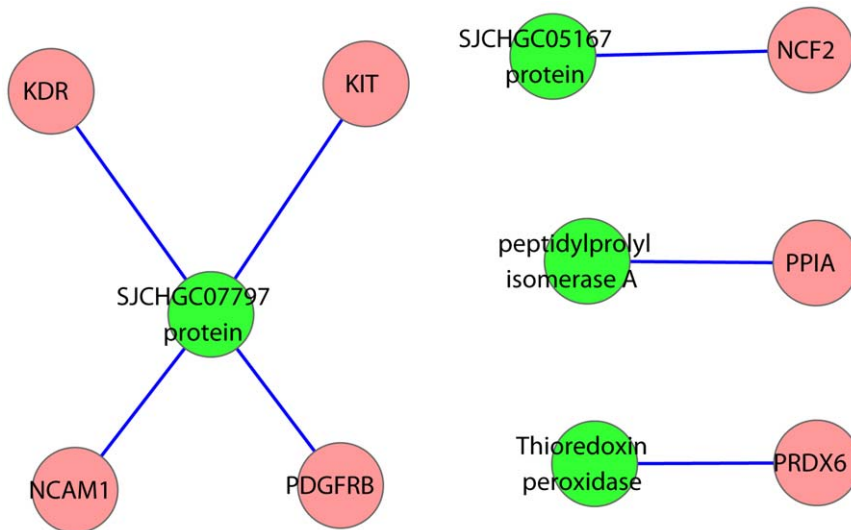 KDR
KIT
SJCHGC07797
protein
NCAM1
PDGFRB
SJCHGC05167
protein
NCF2
peptidylprolyl
isomerase A
PPIA
Thioredoxin
peroxidase
PRDX6